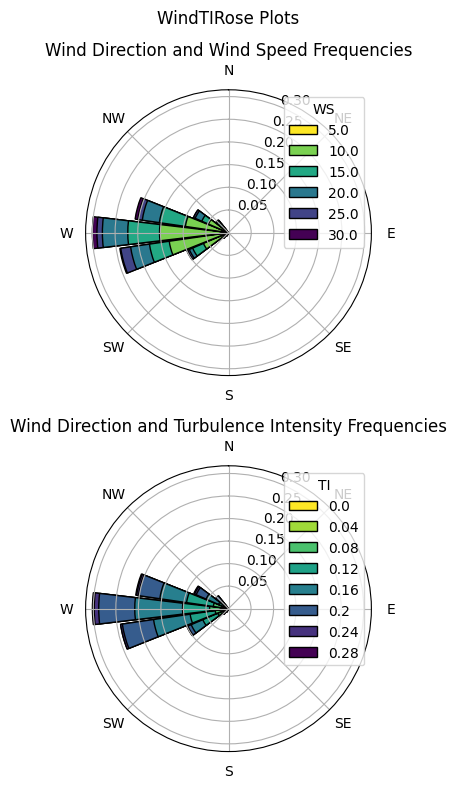 WindTIRose Plots
Wind Direction and Wind Speed Frequencies
N
NW
NE
W
E
SW
SE
S
0.05
0.10
0.15
0.20
0.25
0.30
WS
5.0
10.0
15.0
20.0
25.0
30.0
Wind Direction and Turbulence Intensity Frequencies
N
NW
NE
W
E
SW
SE
S
0.05
0.10
0.15
0.20
0.25
0.30
TI
0.0
0.04
0.08
0.12
0.16
0.2
0.24
0.28